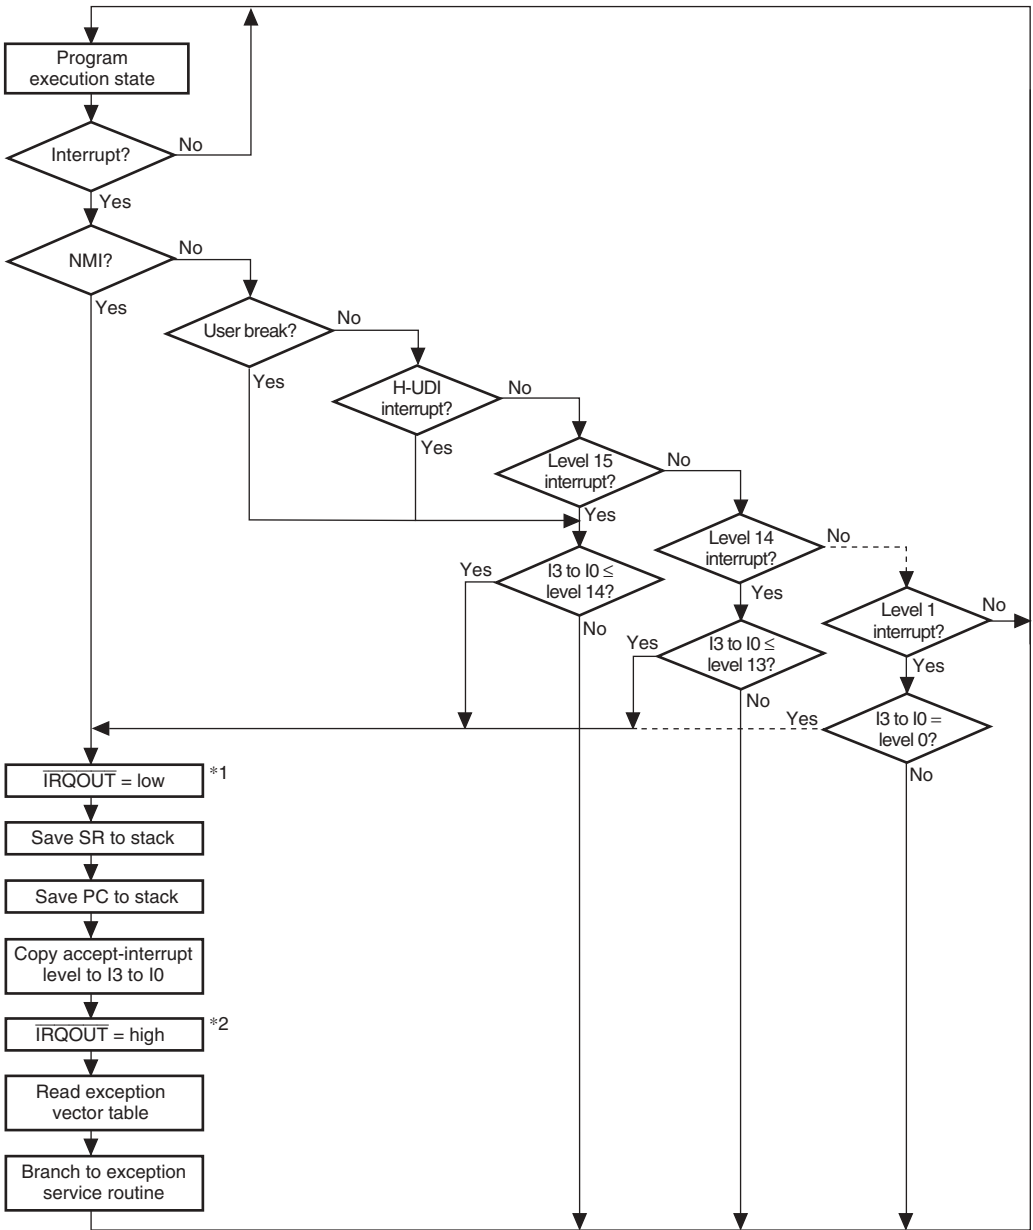 Program
execution state
Interrupt?
No
Yes
NMI?
No
Yes
User break?
No
Yes
H-UDI
interrupt?
No
Yes
Level 15
interrupt?
No
Yes
Level 14
interrupt?
No
Yes
I3 to I0 ≤
level 14?
Yes
No
Level 1
interrupt?
No
Yes
I3 to I0 ≤
level 13?
Yes
No
I3 to I0 =
level 0?
Yes
No
IRQOUT = low
*1
Save SR to stack
Save PC to stack
Copy accept-interrupt
level to I3 to I0
IRQOUT = high
*2
Read exception
vector table
Branch to exception
service routine